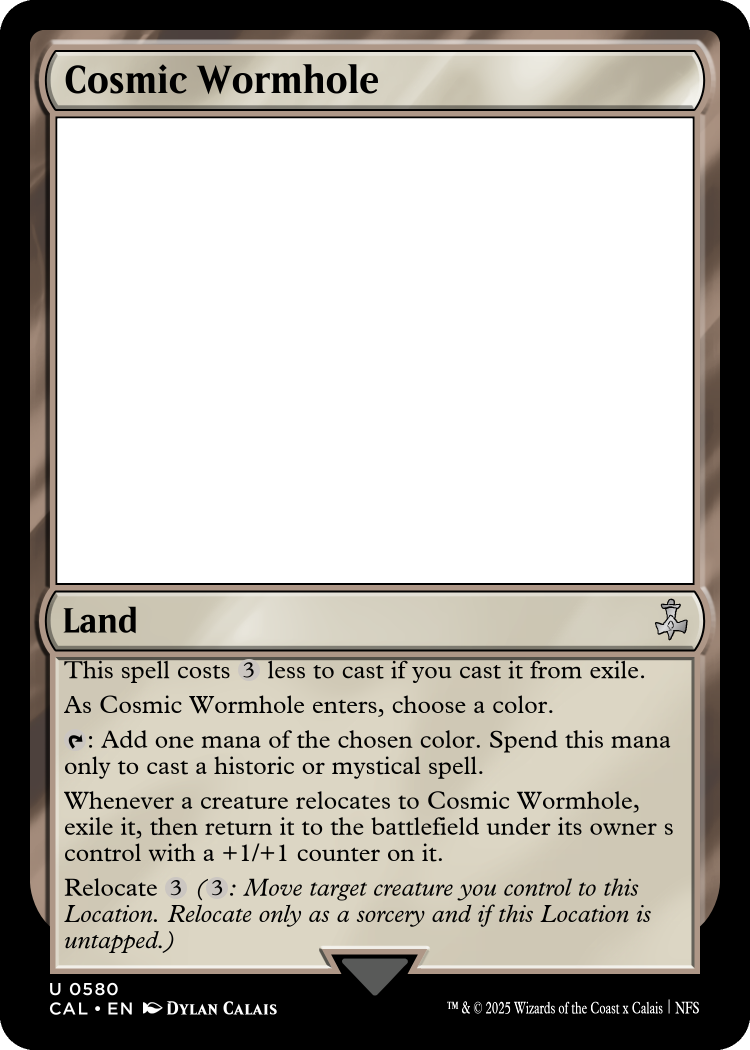 Cosmic Wormhole
Land
This spell costs 3 less to cast if you cast it from exile.
As Cosmic Wormhole enters, choose a color.
: Add one mana of the chosen color. Spend this mana
only to cast a historic or mystical spell.
Whenever a creature relocates to Cosmic Wormhole,
exile it, then return it to the battlefield under its owner s
control with a +1/+1 counter on it.
Relocate 3 (3: Move target creature you control to this
Location. Relocate only as a sorcery and if this Location is
untapped.)
U 0580
CAL • EN Dylan Calais
™ & © 2025 Wizards of the Coast x Calais | NFS